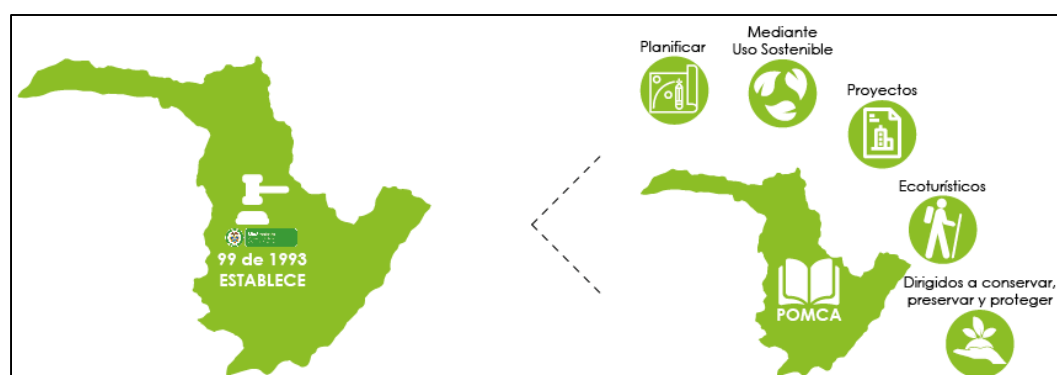 99 de 1993
ESTABLECE
Planificar
Mediante
Uso Sostenible
Proyectos
Ecoturísticos
Dirigidos a conservar,
preservar y proteger
POMCA